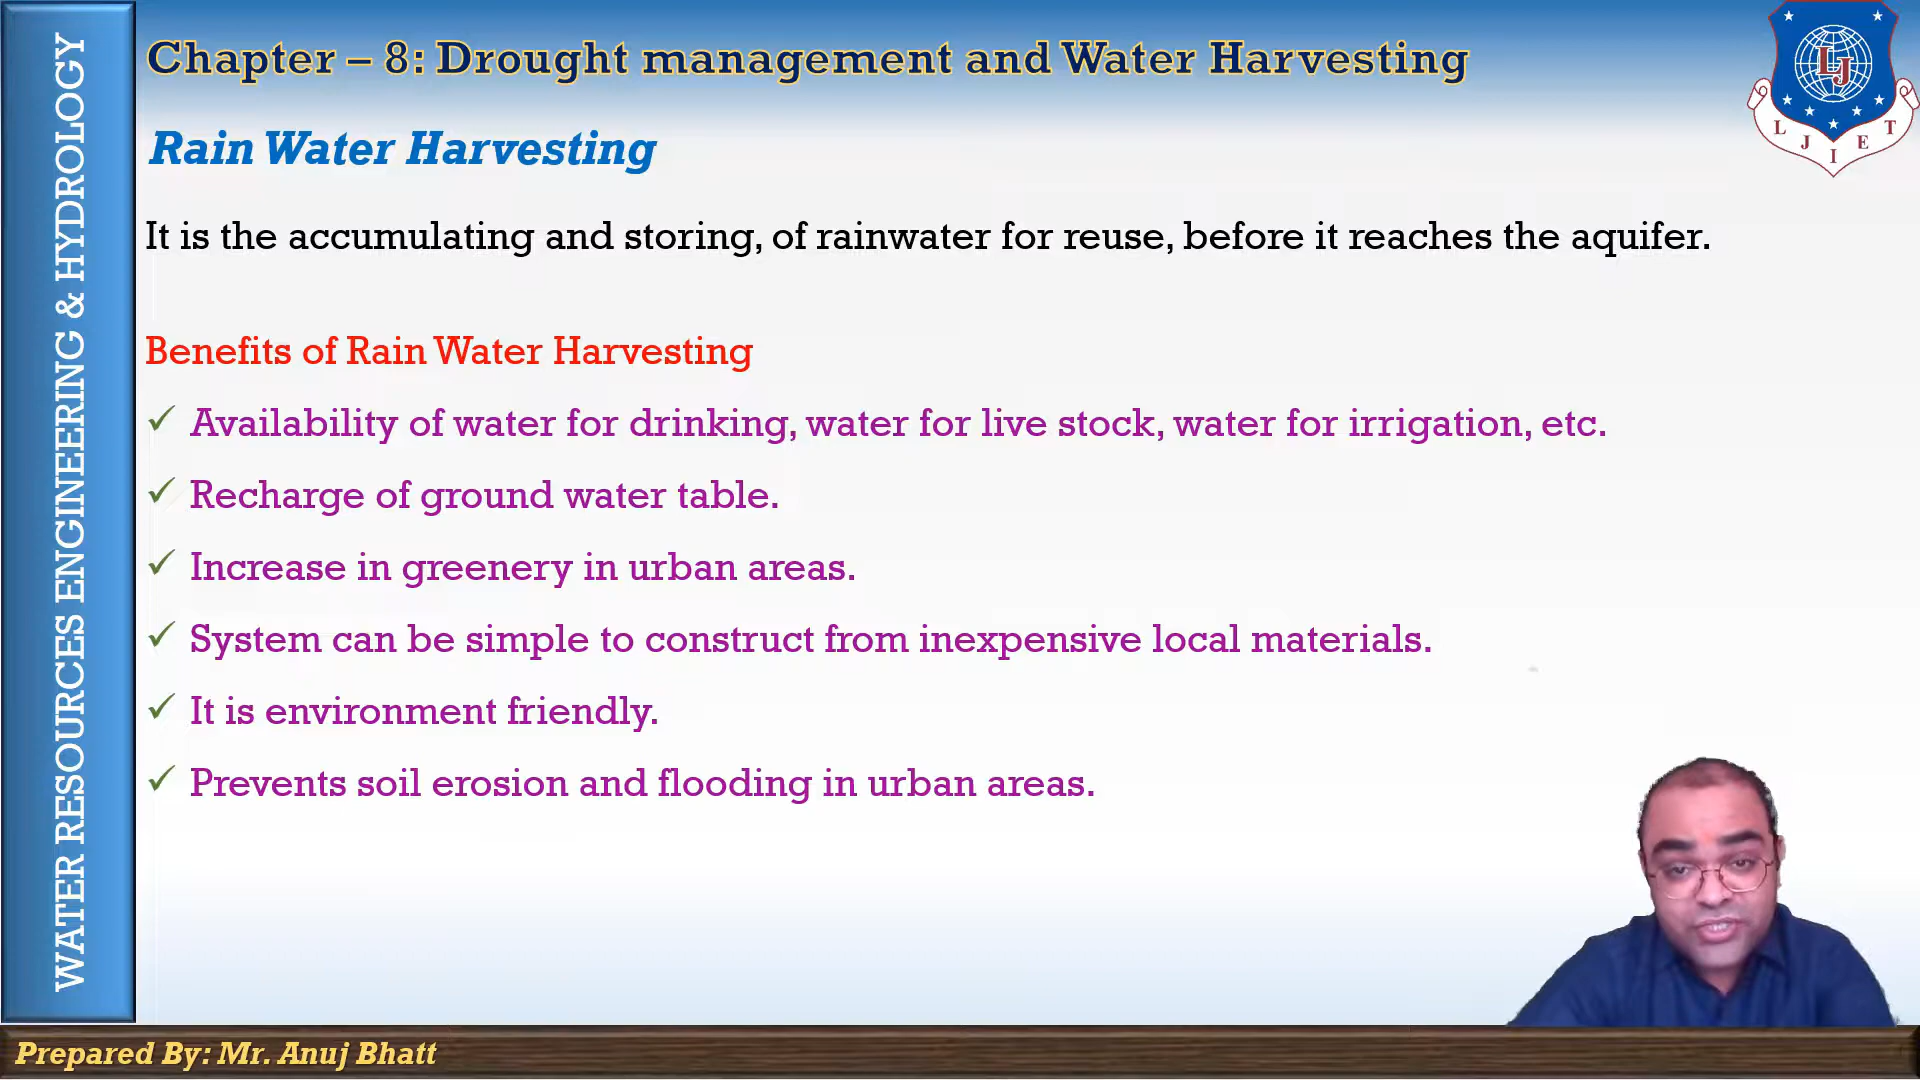 WATER RESOURCES ENGINEERING & HYDROLOGY
Chapter – 8: Drought management and Water Harvesting
LJ
L J I E T
Rain Water Harvesting
It is the accumulating and storing, of rainwater for reuse, before it reaches the aquifer.
Benefits of Rain Water Harvesting
✓ Availability of water for drinking, water for live stock, water for irrigation, etc.
✓ Recharge of ground water table.
✓ Increase in greenery in urban areas.
✓ System can be simple to construct from inexpensive local materials.
✓ It is environment friendly.
✓ Prevents soil erosion and flooding in urban areas.
Prepared By: Mr. Anuj Bhatt